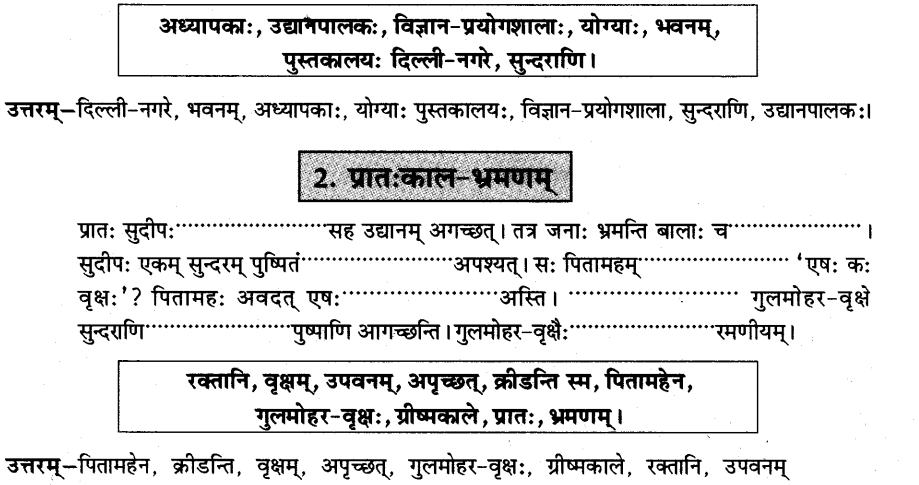 अध्यापकाः, उद्यानपालकः, विज्ञान-प्रयोगशालाः, योग्याः, भवनम्,
पुस्तकालयः दिल्ली-नगरे, सुन्दराणि।
उत्तरम्–दिल्ली-नगरे, भवनम्, अध्यापकाः, योग्याः पुस्तकालयः, विज्ञान-प्रयोगशाला, सुन्दराणि, उद्यानपालकः।
2. प्रातःकाल-भ्रमणम्
प्रातः सुदीपः........................सह उद्यानम् अगच्छत्। तत्र जनाः भ्रमन्ति बालाः च......................।
सुदीपः एकम् सुन्दरम् पुष्पितं........................अपश्यत्। सः पितामहम्........................ 'एषः कः
वृक्षः'? पितामहः अवदत् एषः........................अस्ति। ........................ गुलमोहर-वृक्षे
सुन्दराणि........................पुष्पाणि आगच्छन्ति। गुलमोहर-वृक्षैः........................रमणीयम्।
रक्तानि, वृक्षम्, उपवनम्, अपृच्छत्, क्रीडन्ति स्म, पितामहेन,
गुलमोहर-वृक्षः, ग्रीष्मकाले, प्रातः, भ्रमणम्।
उत्तरम्–पितामहेन, क्रीडन्ति, वृक्षम्, अपृच्छत्, गुलमोहर-वृक्षः, ग्रीष्मकाले, रक्तानि, उपवनम्